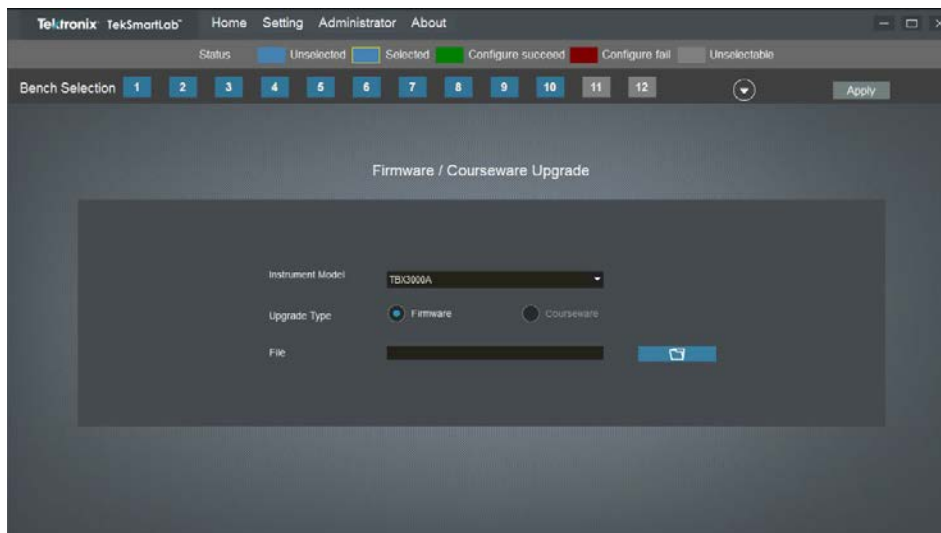 Tektronix TekSmartLab™ Home Setting Administrator About
Status Unselected Selected Configure succeed Configure fail Unselectable
Bench Selection 1 2 3 4 5 6 7 8 9 10 11 12 Apply
Firmware / Courseware Upgrade
Instrument Model TBX3000A
Upgrade Type Firmware Courseware
File